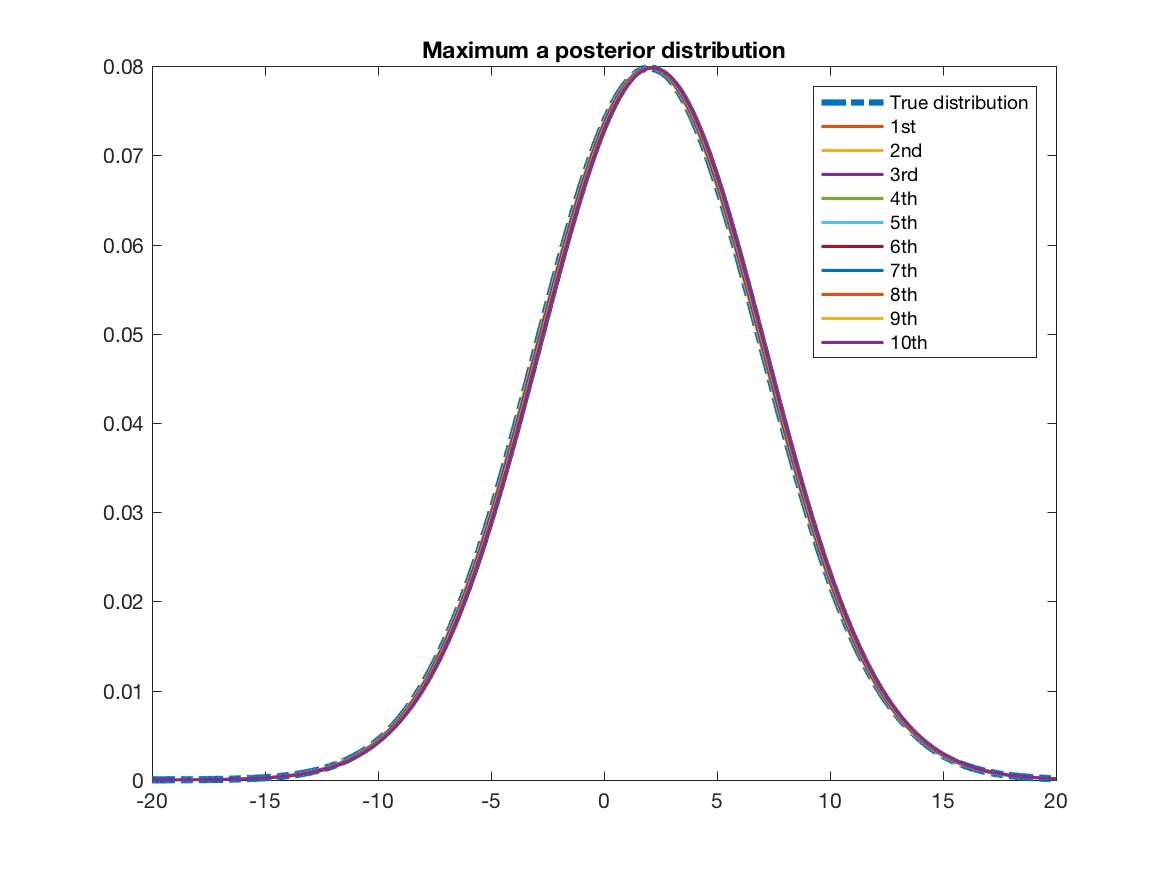 Maximum a posterior distribution
0.08
0.07
0.06
0.05
0.04
0.03
0.02
0.01
0
-20 -15 -10 -5 0 5 10 15 20
True distribution
1st
2nd
3rd
4th
5th
6th
7th
8th
9th
10th